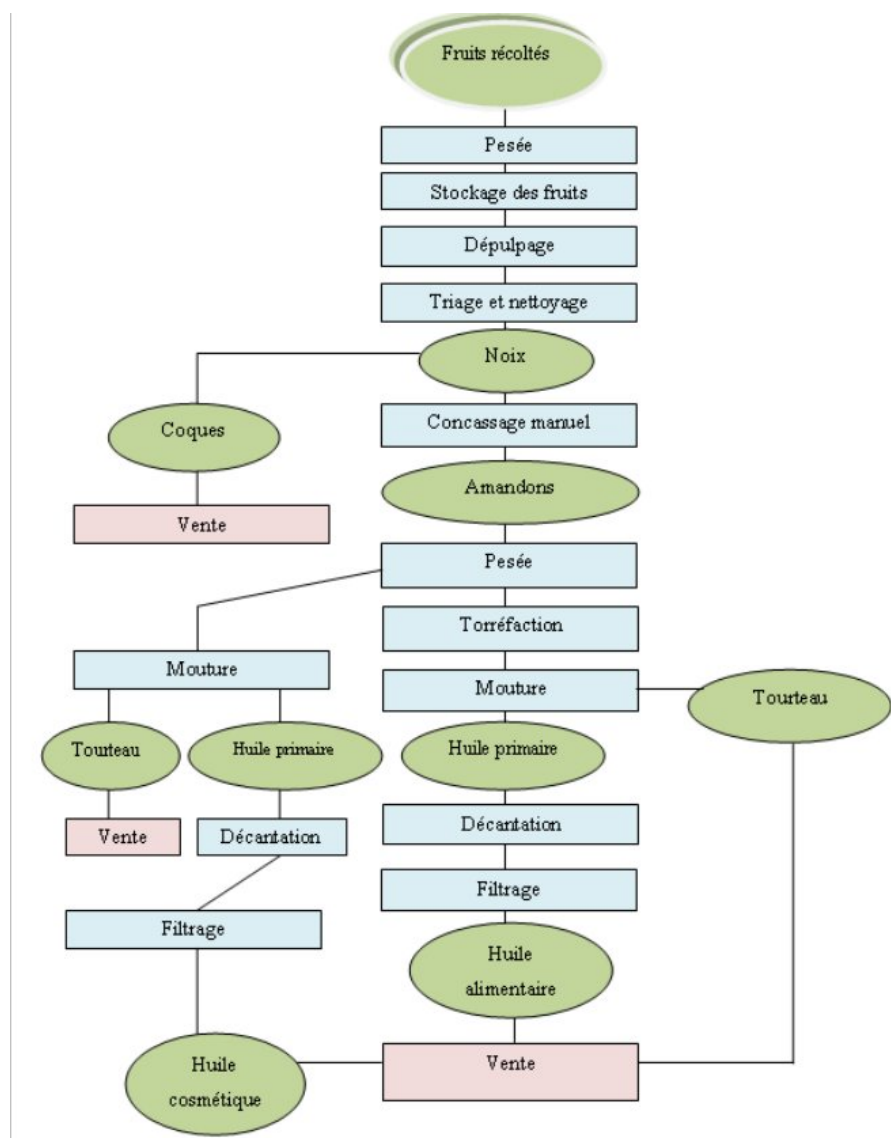 Fruits récoltés
Pesée
Stockage des fruits
Dépulpage
Triage et nettoyage
Noix
Coques
Concassage manuel
Amandons
Vente
Pesée
Torréfaction
Mouture
Mouture
Tourteau
Tourteau
Huile primaire
Huile primaire
Vente
Décantation
Décantation
Filtrage
Filtrage
Huile
alimentaire
Huile
cosmétique
Vente